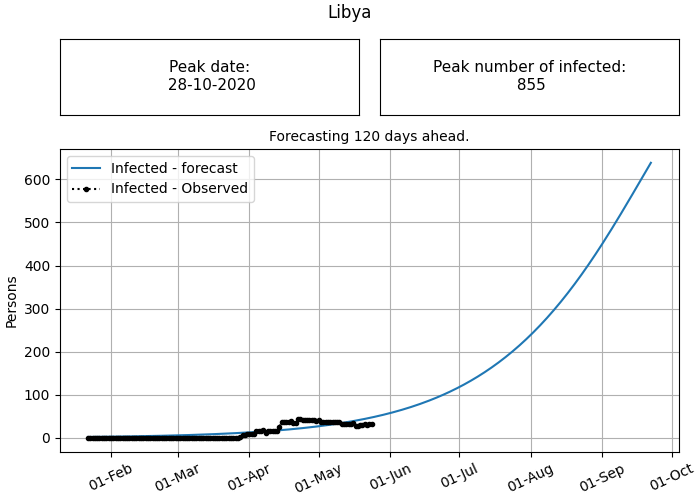 Libya
Peak date:
28-10-2020
Peak number of infected:
855
Forecasting 120 days ahead.
Infected - forecast
Infected - Observed
Persons
600
500
400
300
200
100
0
01-Feb
01-Mar
01-Apr
01-May
01-Jun
01-Jul
01-Aug
01-Sep
01-Oct